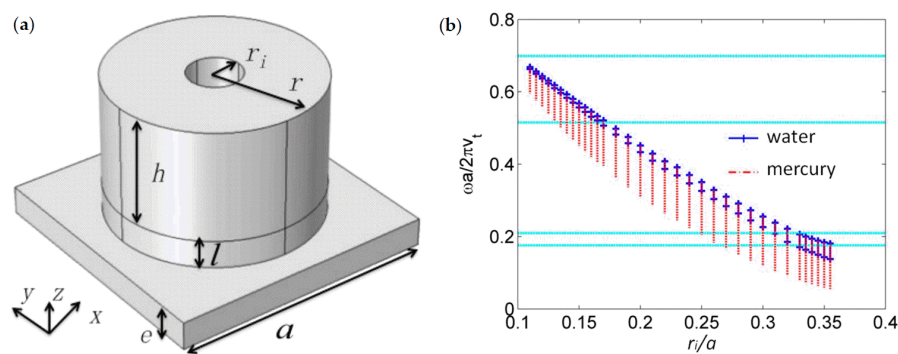 (a)
r_i
r
h
l
y
z
x
e
a
(b)
0.8
0.6
0.4
0.2
0
ωa/2πv_t
water
mercury
0.1 0.15 0.2 0.25 0.3 0.35 0.4
r_i/a